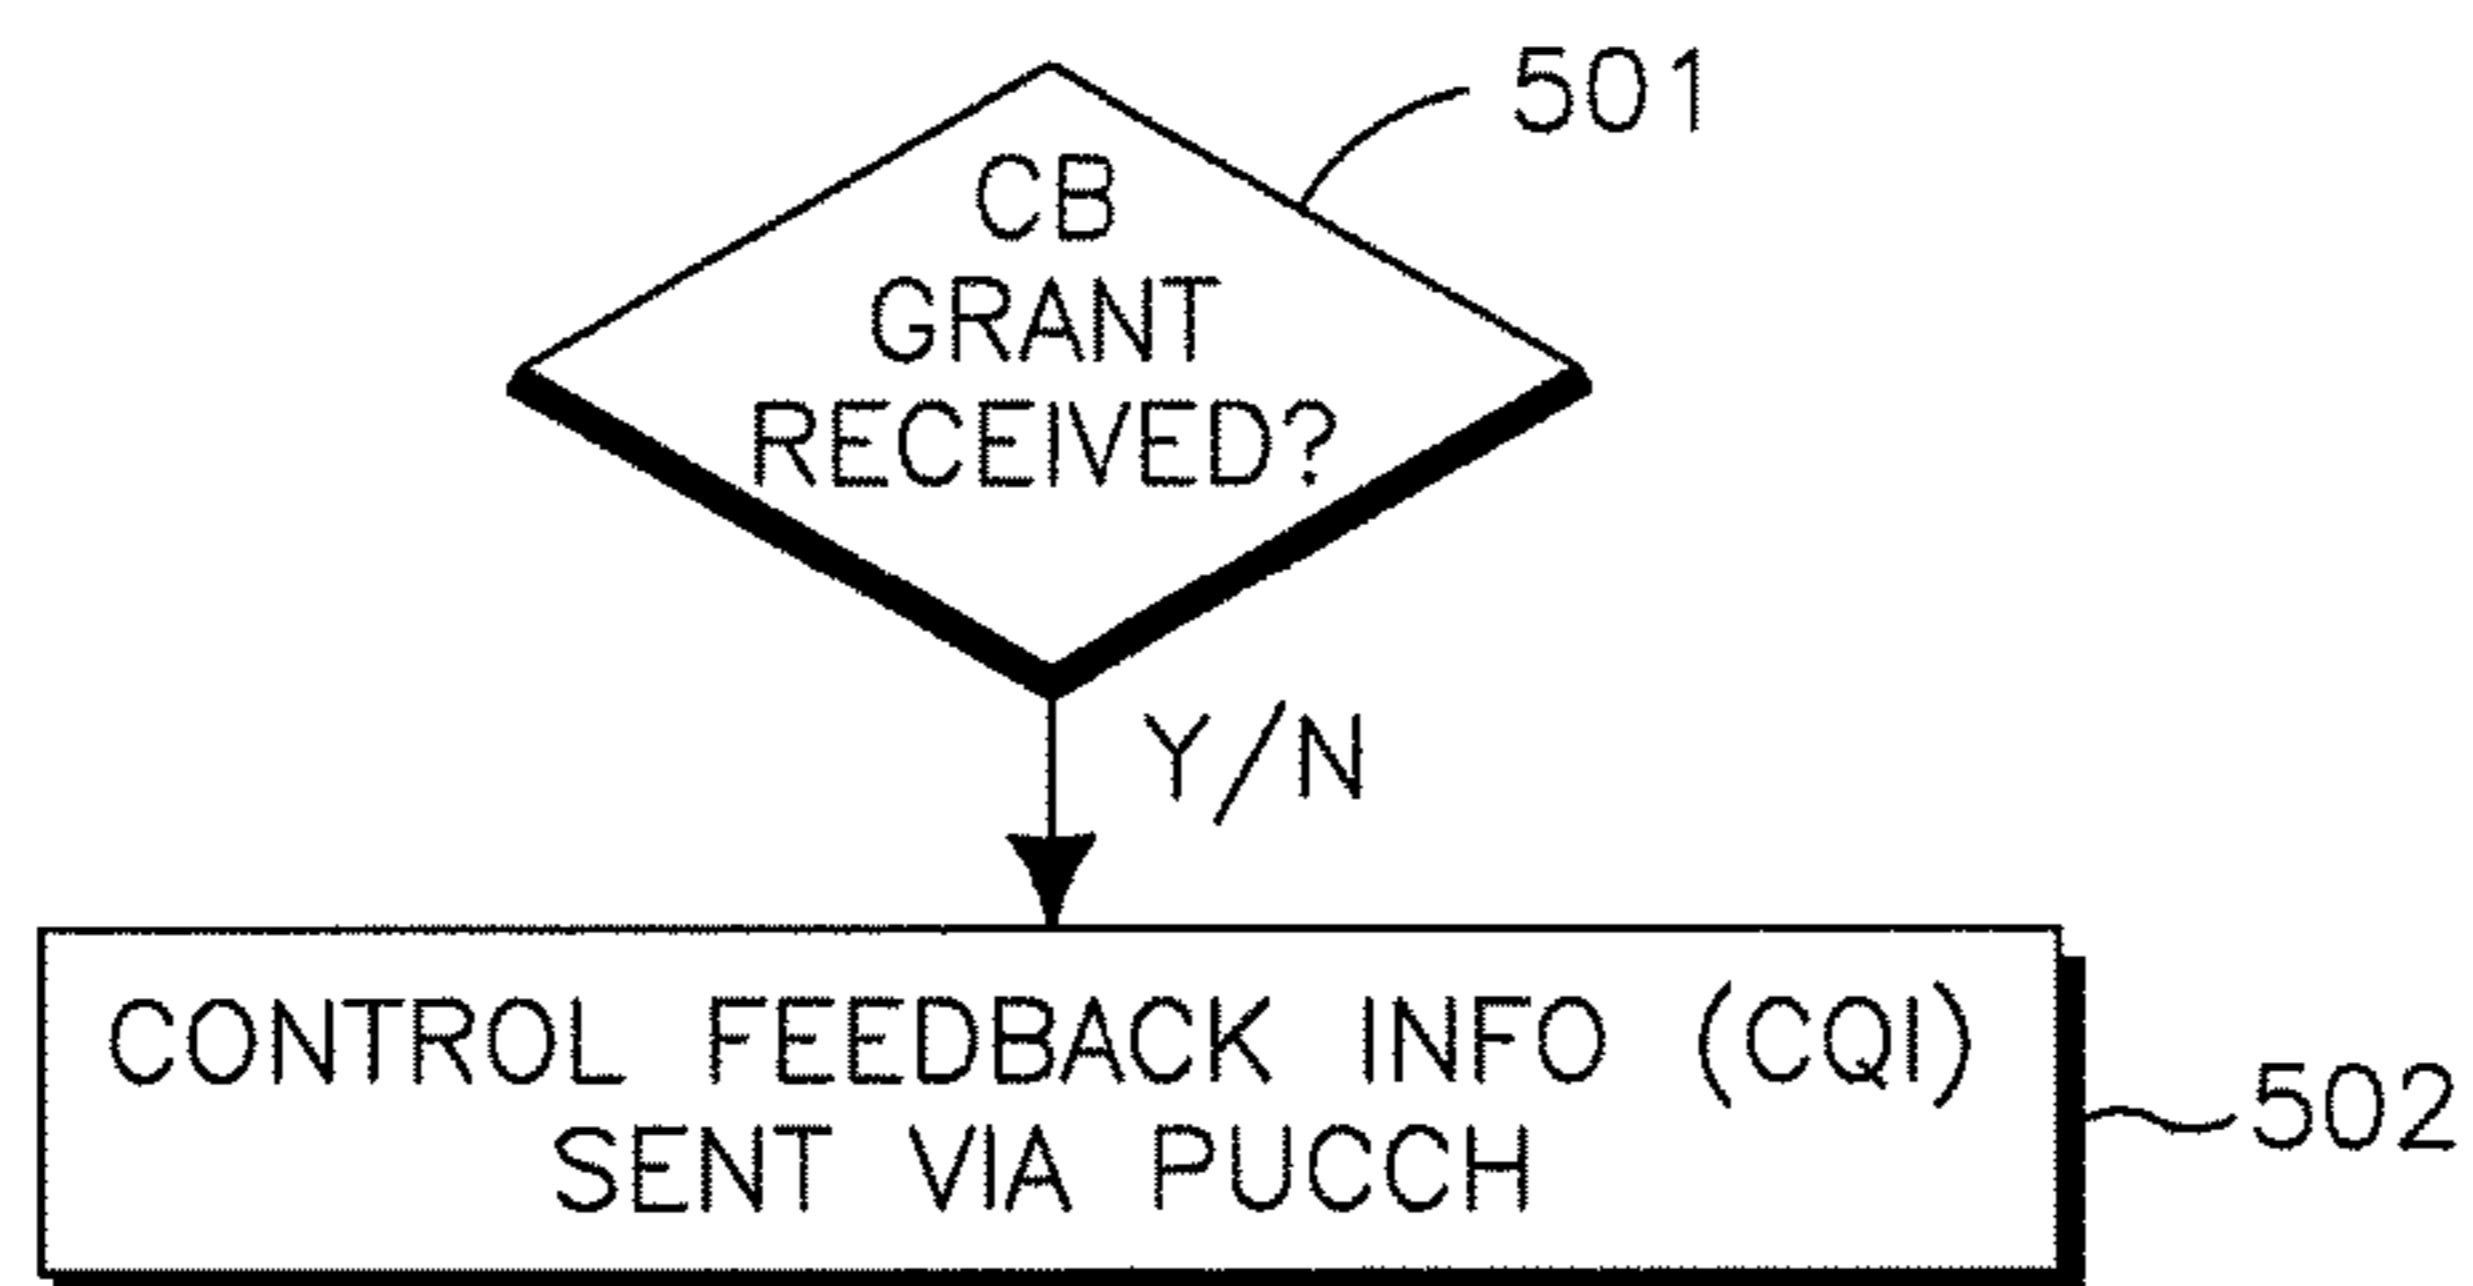 501
CB
GRANT
RECEIVED?
Y/N
CONTROL FEEDBACK INFO (CQI)
SENT VIA PUCCH
502